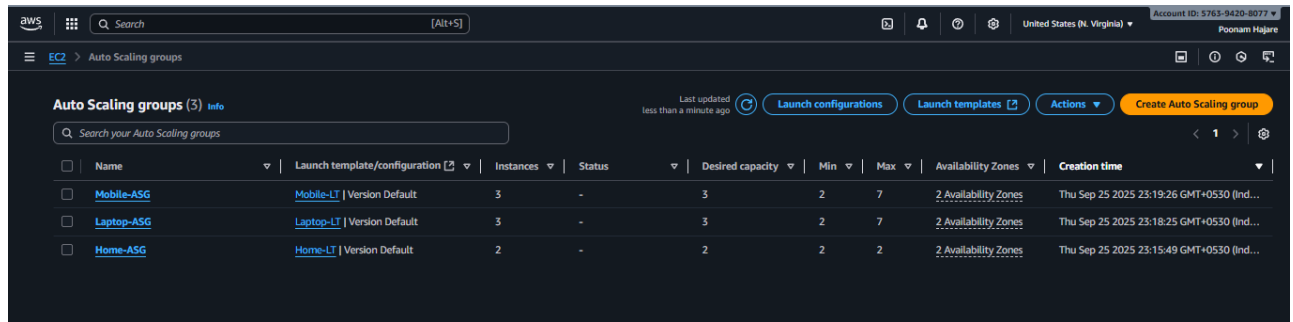 aws Search [Alt+S] United States (N. Virginia) Account ID: 5763-9420-8077
Poonam Hajare
EC2 > Auto Scaling groups
Auto Scaling groups (3) Info Last updated less than a minute ago Launch configurations Launch templates Actions Create Auto Scaling group
Search your Auto Scaling groups < 1 >
Name Launch template/configuration Instances Status Desired capacity Min Max Availability Zones Creation time
Mobile-ASG Mobile-LT | Version Default 3 - 3 2 7 2 Availability Zones Thu Sep 25 2025 23:19:26 GMT+0530 (Ind...
Laptop-ASG Laptop-LT | Version Default 3 - 3 2 7 2 Availability Zones Thu Sep 25 2025 23:18:25 GMT+0530 (Ind...
Home-ASG Home-LT | Version Default 2 - 2 2 2 2 Availability Zones Thu Sep 25 2025 23:15:49 GMT+0530 (Ind...